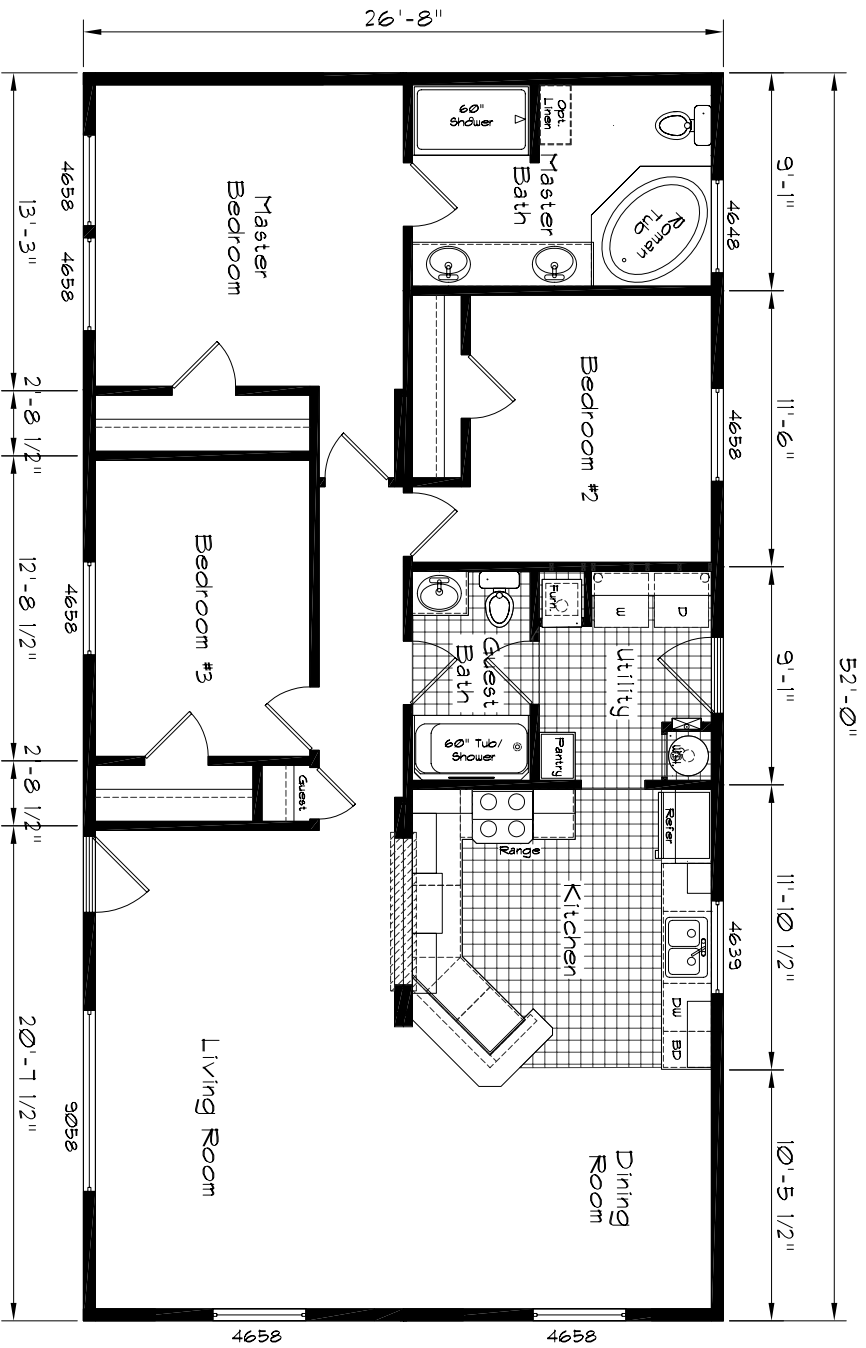 26'-8"
60"
Shower
Opt.
Linen
Master
Bath
Roman
Tub
9'-1"
4648
Master
Bedroom
4658
4658
13'-3"
Bedroom #2
11'-6"
4658
2'-8 1/2"
Bedroom #3
4658
12'-8 1/2"
Furn
W
D
Guest
Bath
Utility
9'-1"
52'-0"
60" Tub/
Shower
Pantry
W.H.
Guest
2'-8 1/2"
Range
Refer
Kitchen
11'-10 1/2"
4639
DW
BD
Living Room
9058
20'-7 1/2"
Dining
Room
10'-5 1/2"
4658
4658